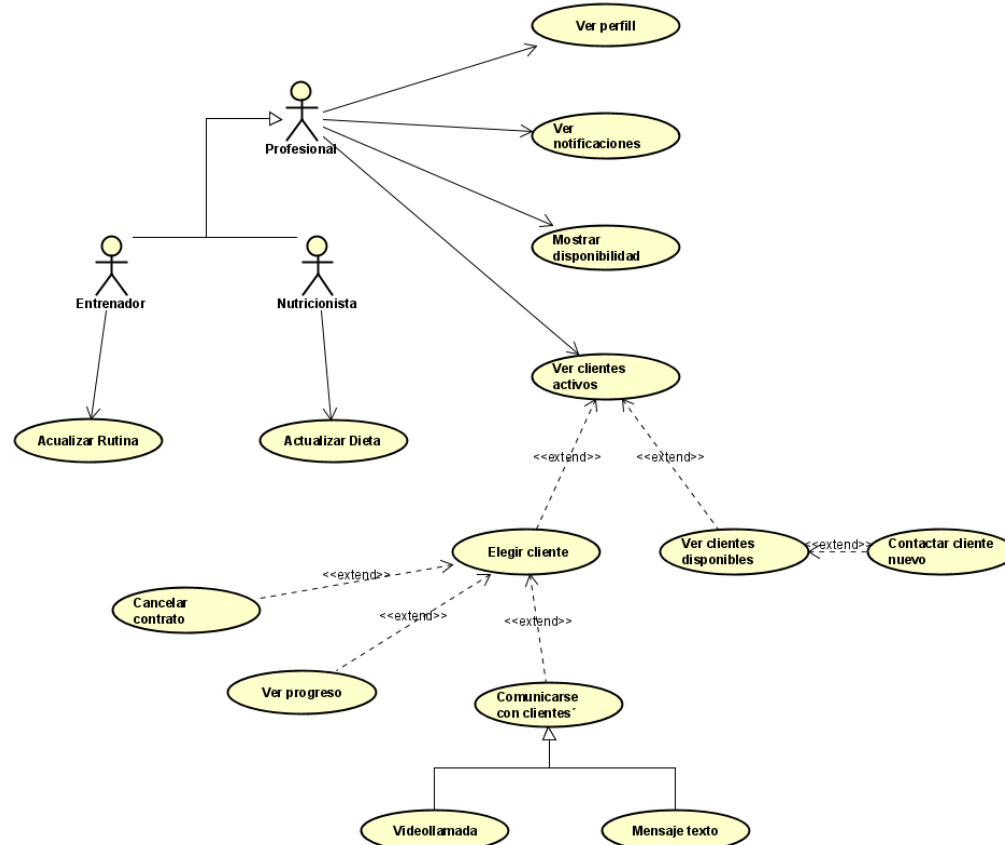 Ver perfill
Profesional
Ver
notificaciones
Mostrar
disponibilidad
Entrenador
Nutricionista
Ver clientes
activos
Acualizar Rutina
Actualizar Dieta
<<extend>>
<<extend>>
Elegir cliente
Ver clientes
disponibles
<<extend>>
Contactar cliente
nuevo
<<extend>>
Cancelar
contrato
<<extend>>
<<extend>>
Ver progreso
Comunicarse
con clientes´
Videollamada
Mensaje texto